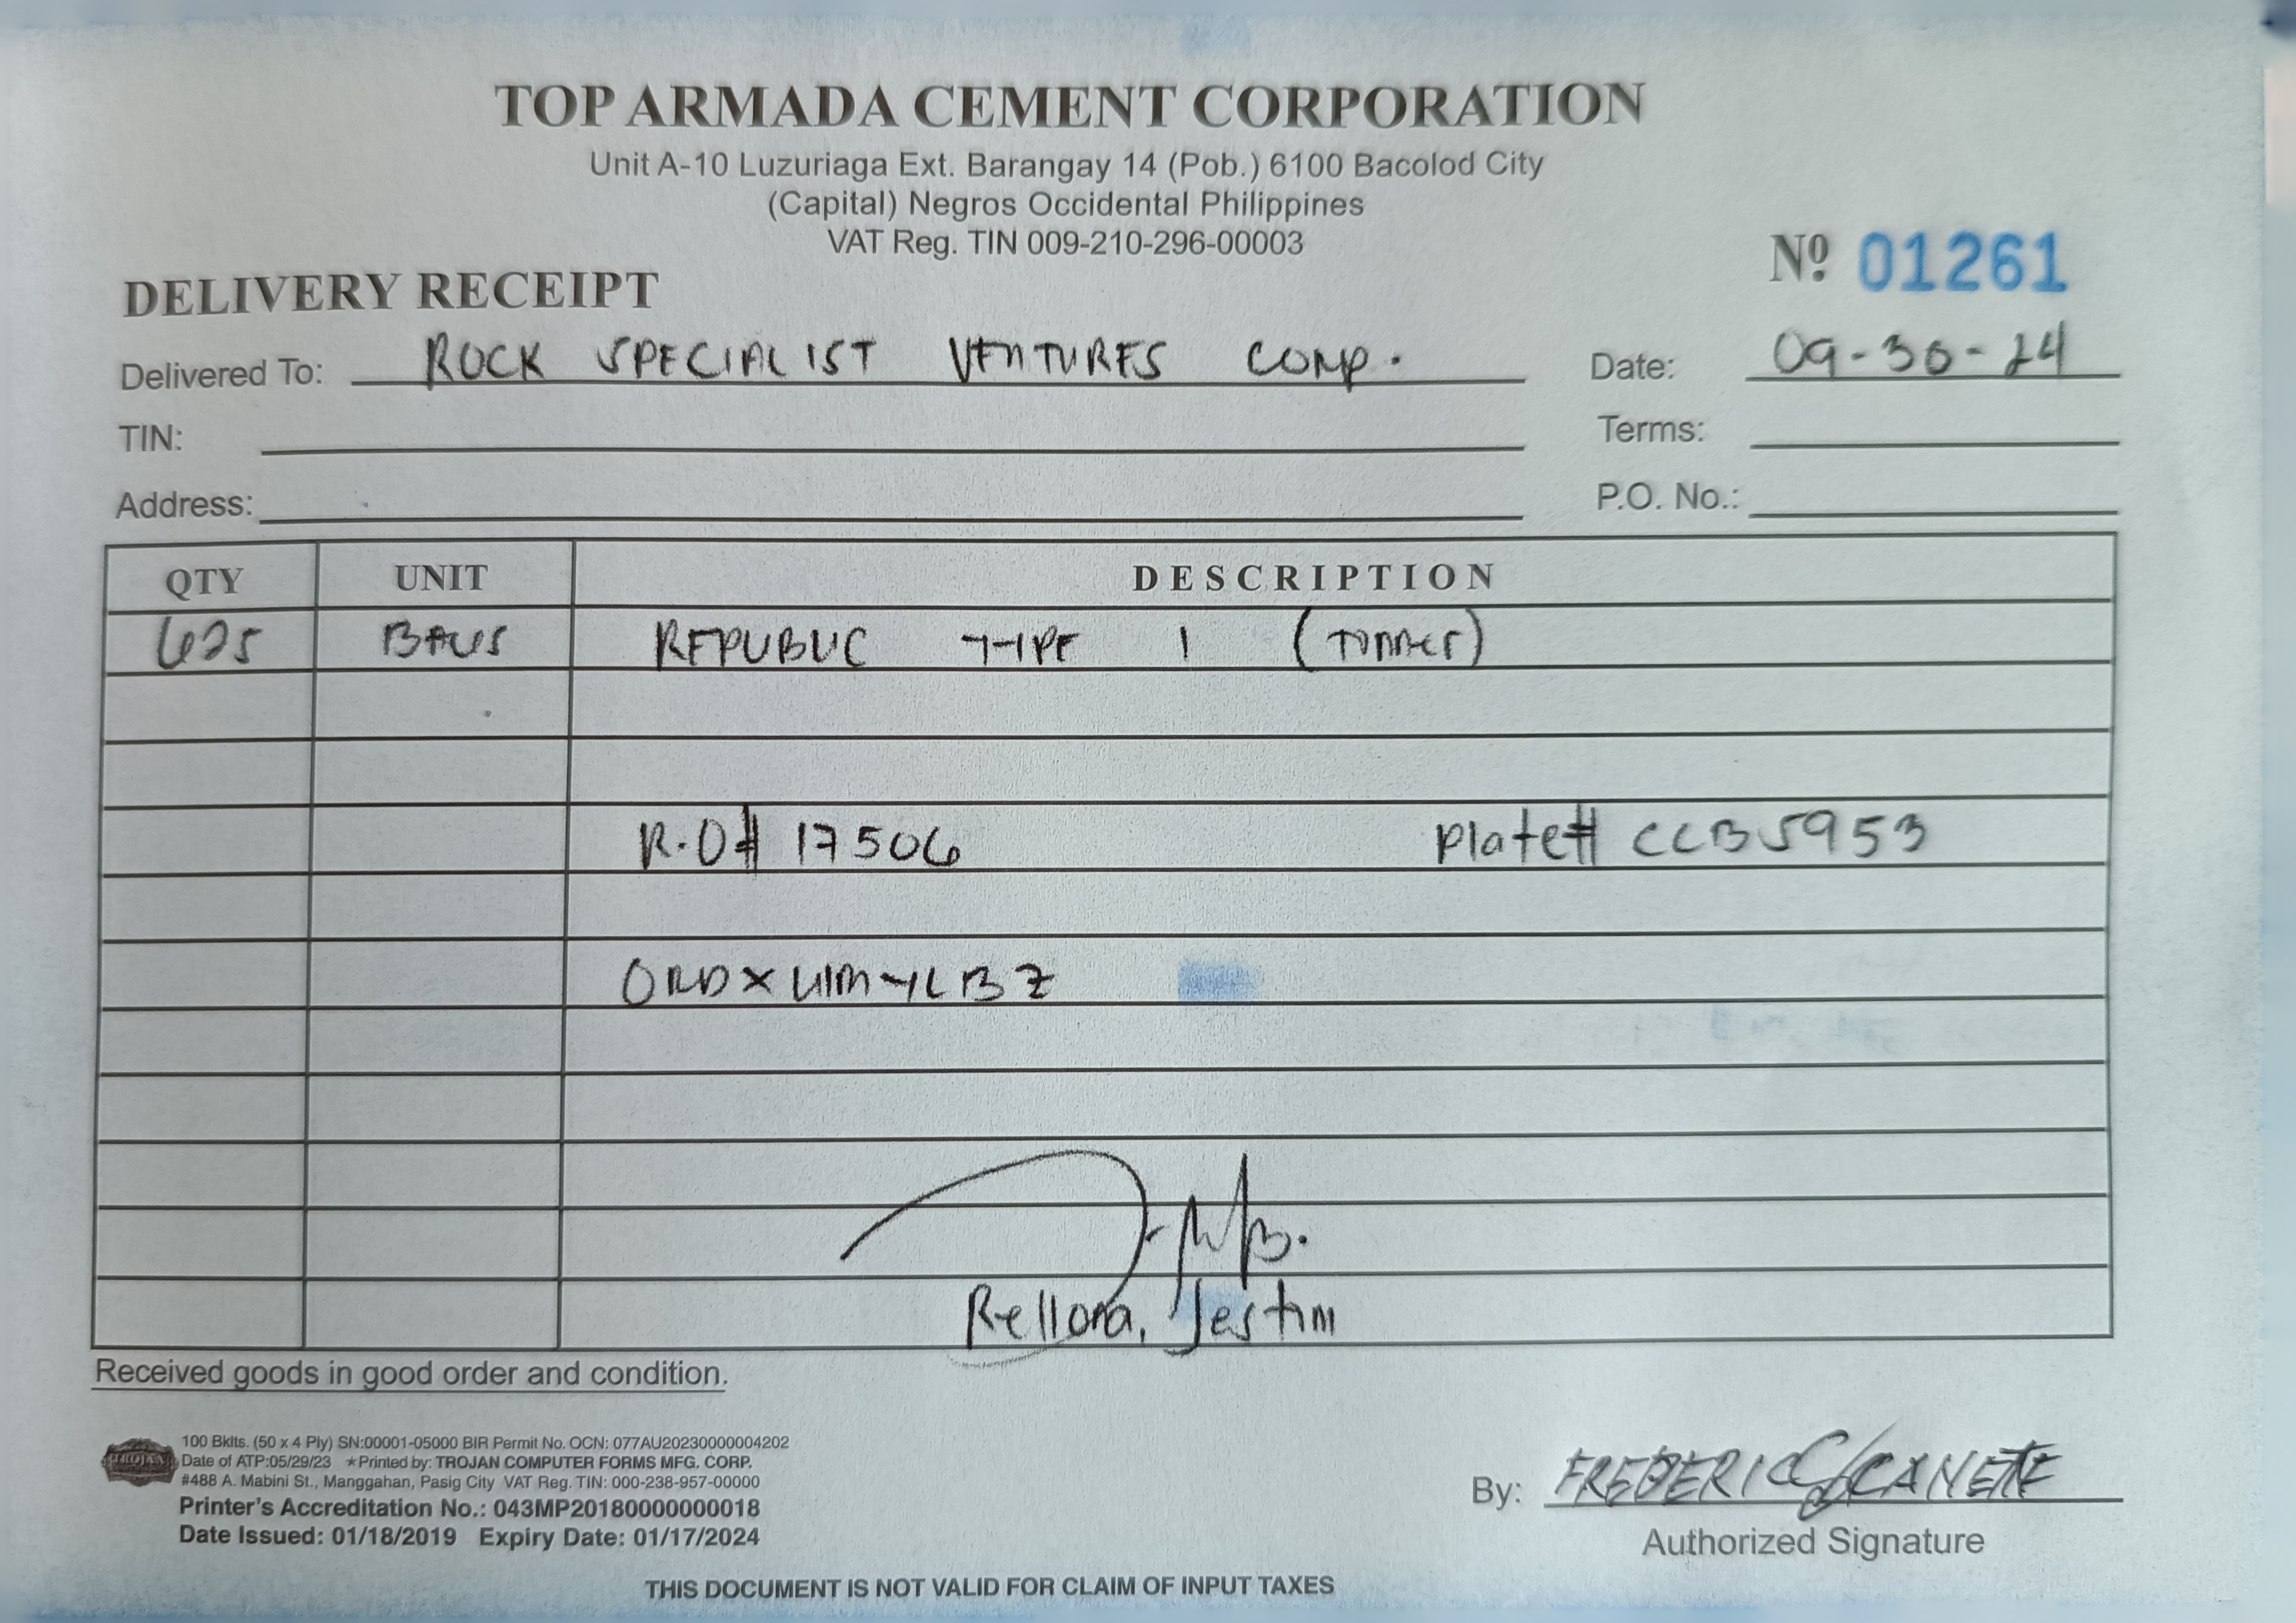 TOP ARMADA CEMENT CORPORATION
Unit A-10 Luzuriaga Ext. Barangay 14 (Pob.) 6100 Bacolod City
(Capital) Negros Occidental Philippines
VAT Reg. TIN 009-210-296-00003
Nº 01261
DELIVERY RECEIPT
Delivered To: ROCK SPECIALIST VENTURES CORP. Date: 09-30-24
TIN: Terms:
Address: P.O. No.:
QTY UNIT DESCRIPTION
625 BAGS REPUBLIC TYPE 1 (TONNER)
R.O# 17506 Plate# CCB5953
Rellora, Jestim
Received goods in good order and condition.
TROJAN
100 Bklts. (50 x 4 Ply) SN:00001-05000 BIR Permit No. OCN: 077AU20230000004202
Date of ATP:05/29/23 ★Printed by: TROJAN COMPUTER FORMS MFG. CORP.
#488 A. Mabini St., Manggahan, Pasig City VAT Reg. TIN: 000-238-957-00000
Printer's Accreditation No.: 043MP20180000000018
Date Issued: 01/18/2019 Expiry Date: 01/17/2024
By: FREDERIC CANETE
Authorized Signature
THIS DOCUMENT IS NOT VALID FOR CLAIM OF INPUT TAXES